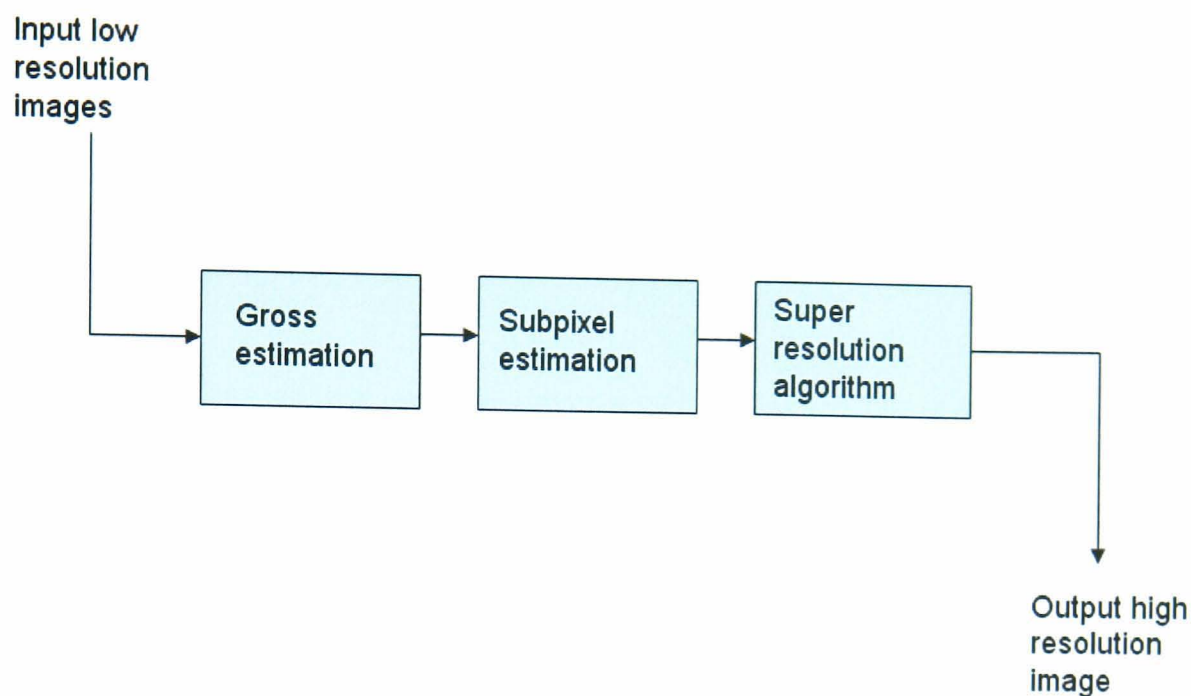 Input low
resolution
images
Gross
estimation
Subpixel
estimation
Super
resolution
algorithm
Output high
resolution
image